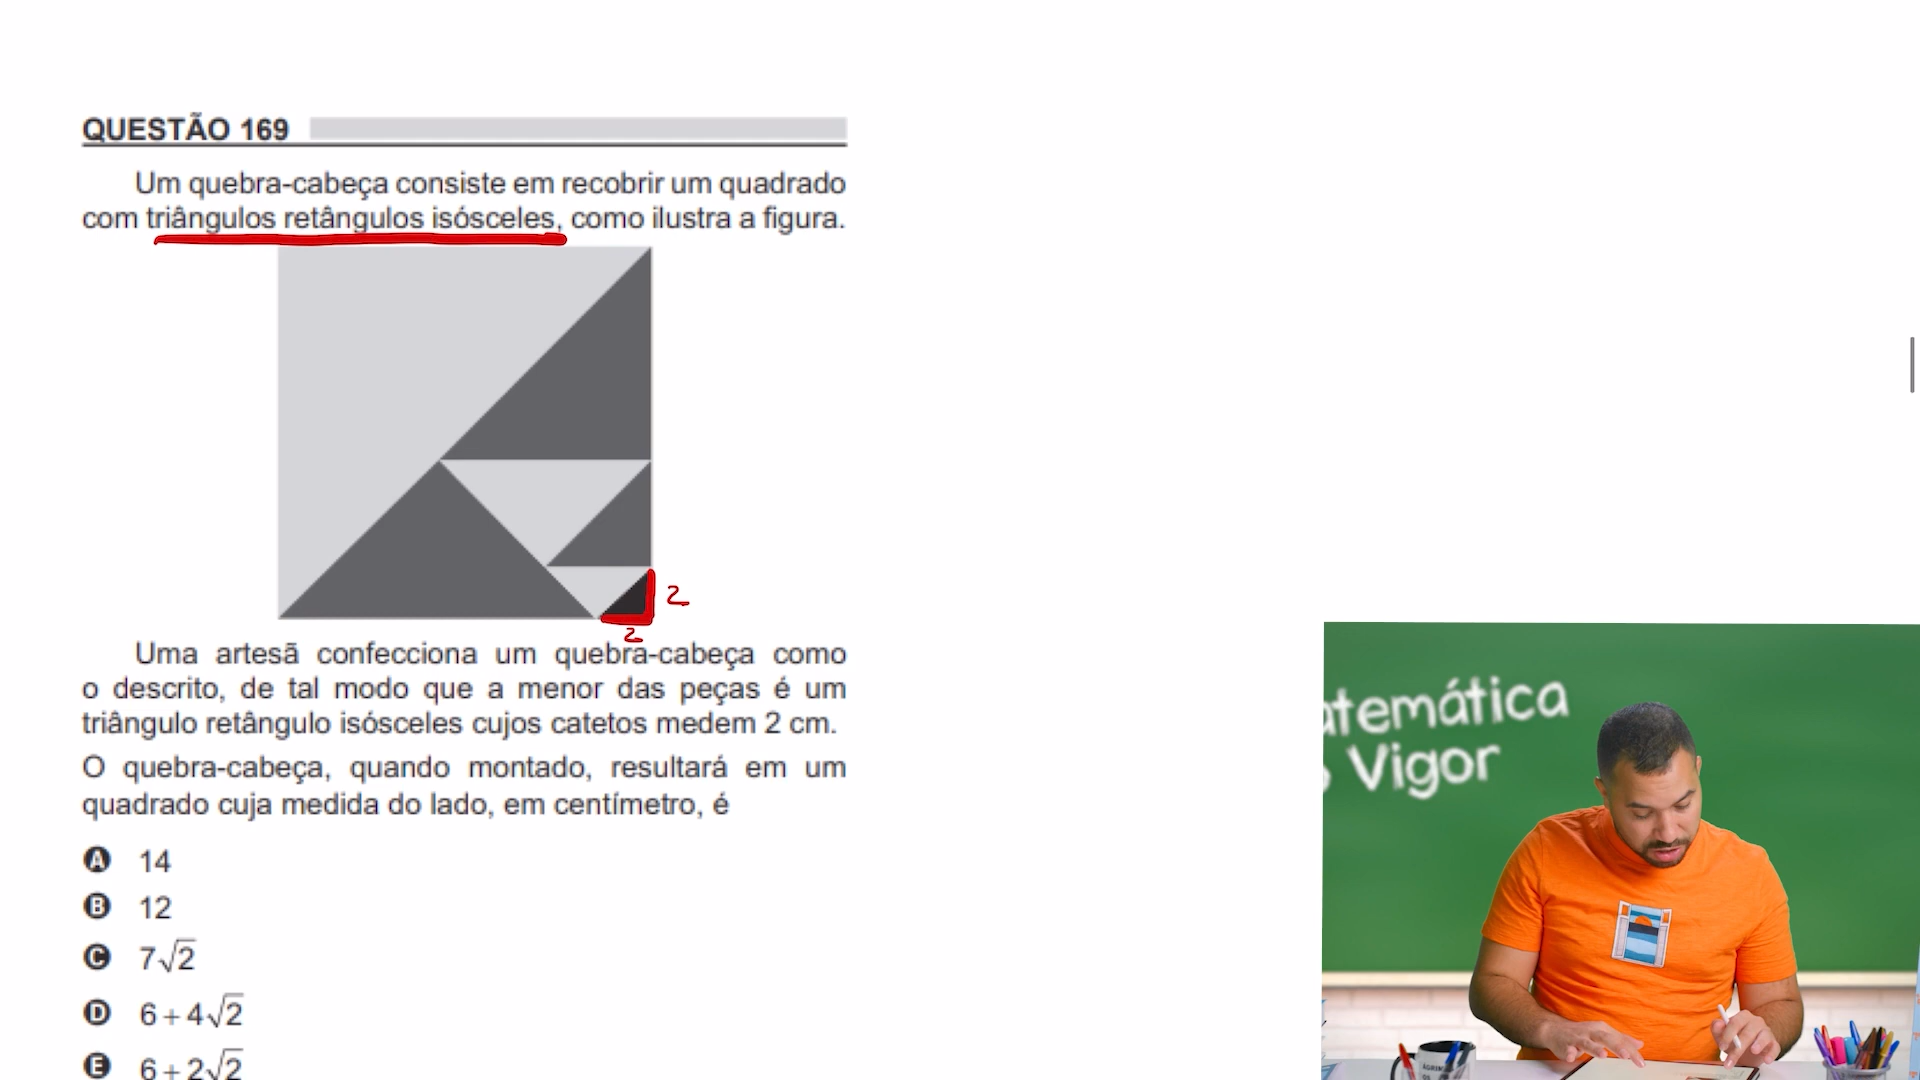 QUESTÃO 169
Um quebra-cabeça consiste em recobrir um quadrado
com triângulos retângulos isósceles, como ilustra a figura.
2
2
Uma artesã confecciona um quebra-cabeça como
o descrito, de tal modo que a menor das peças é um
triângulo retângulo isósceles cujos catetos medem 2 cm.
O quebra-cabeça, quando montado, resultará em um
quadrado cuja medida do lado, em centímetro, é
A 14
B 12
C 7√2
D 6 + 4√2
E 6 + 2√2
atemática
Vigor